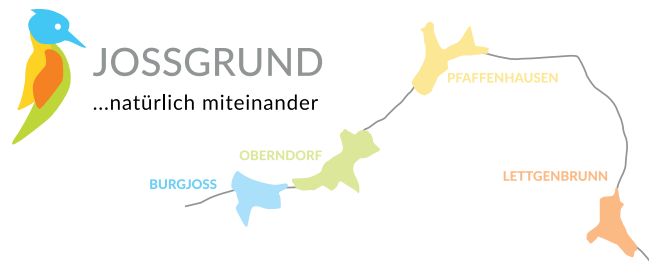 JOSSGRUND
...natürlich miteinander
PFAFFENHAUSEN
OBERNDORF
LETTGENBRUNN
BURGJOSS